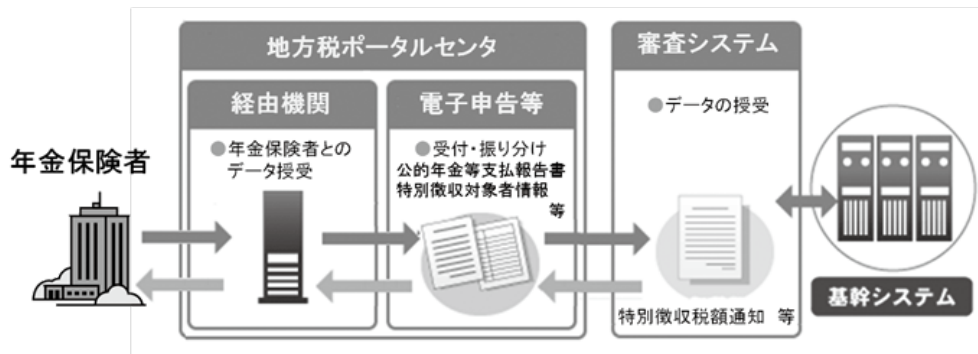 地方税ポータルセンタ
審査システム
経由機関
電子申告等
●データの授受
年金保険者
●年金保険者との
データ授受
●受付・振り分け
公的年金等支払報告書
特別徴収対象者情報
等
特別徴収税額通知 等
基幹システム